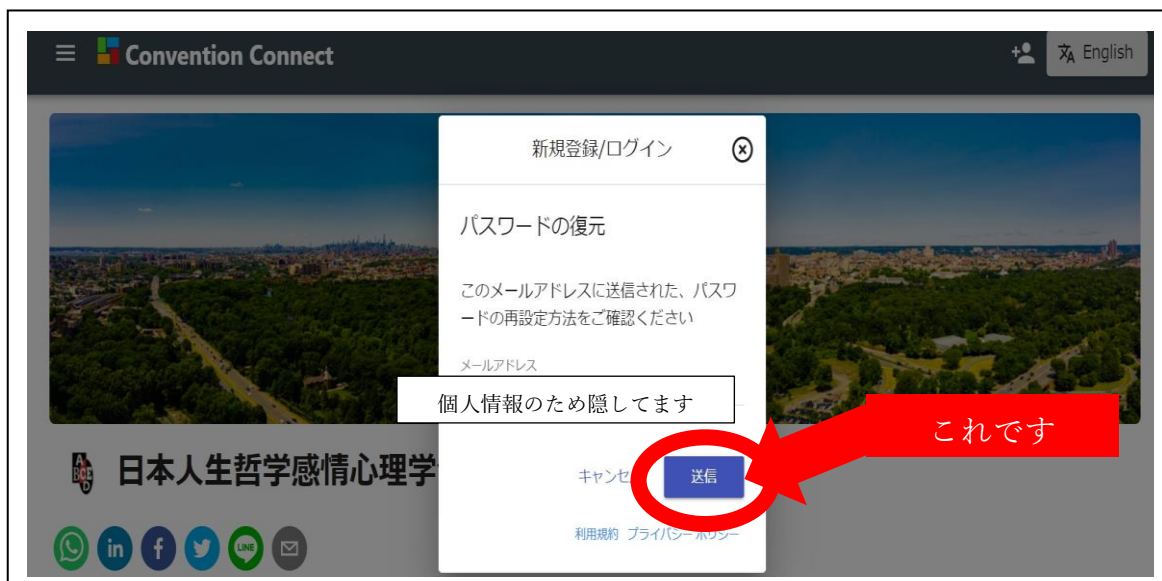 Convention Connect
English
新規登録/ログイン
パスワードの復元
このメールアドレスに送信された、パスワ
ードの再設定方法をご確認ください
メールアドレス
個人情報のため隠してます
これです
キャンセ
送信
利用規約 プライバシーポリシー
ABCDE
日本人生哲学感情心理学
in
f
LINE